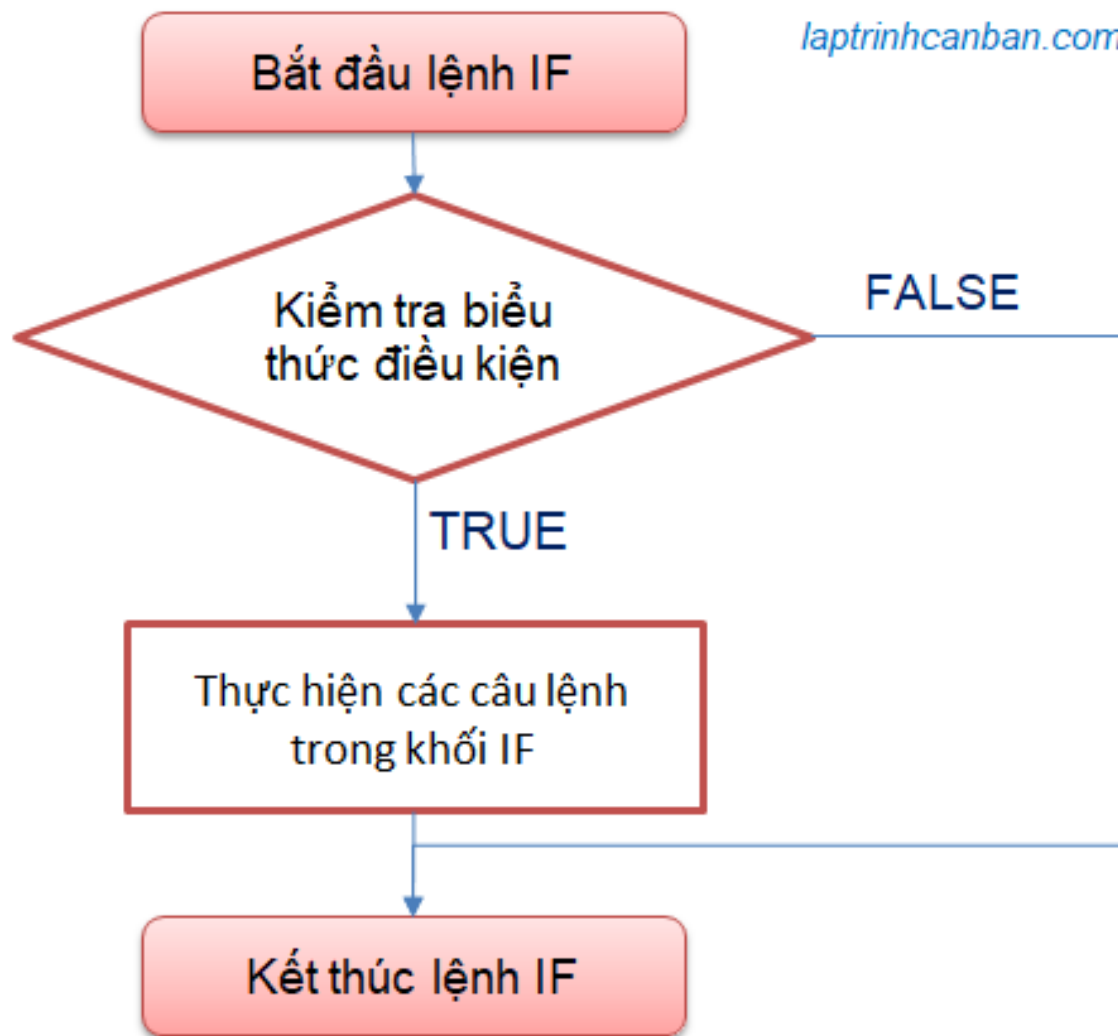 laptrinhcanban.com
Bắt đầu lệnh IF
Kiểm tra biểu
thức điều kiện
FALSE
TRUE
Thực hiện các câu lệnh
trong khối IF
Kết thúc lệnh IF